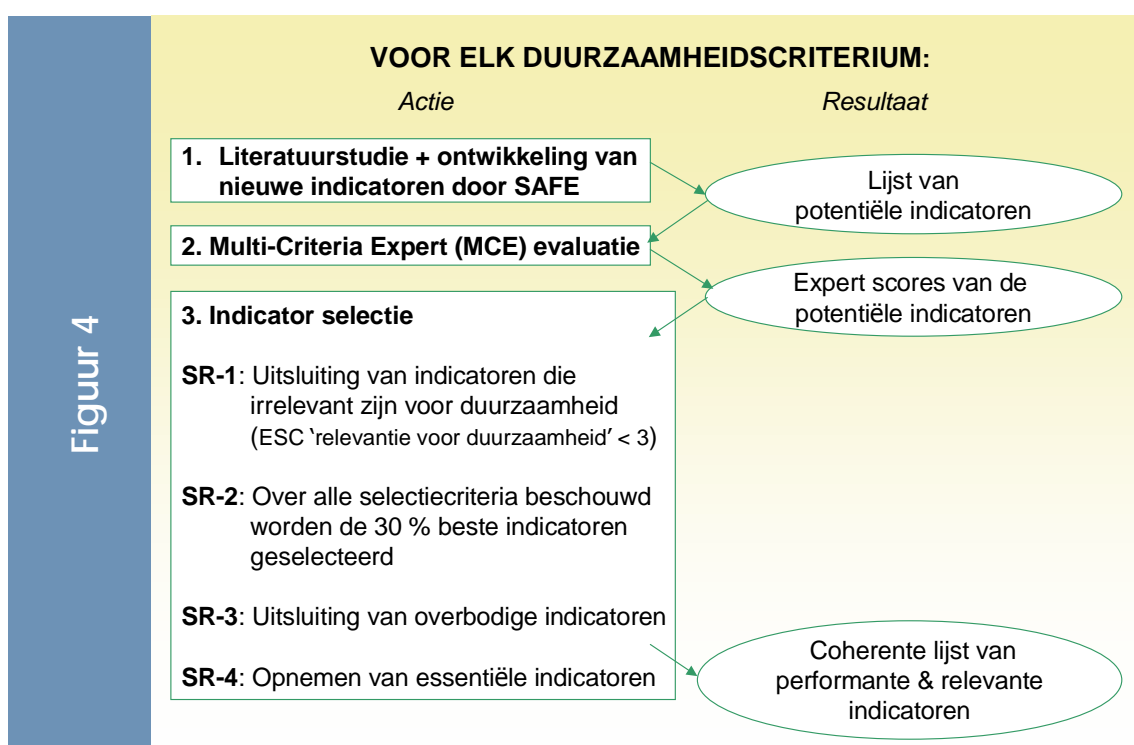 Figuur 4
VOOR ELK DUURZAAMHEIDSCRITERIUM:
Actie
Resultaat
1. Literatuurstudie + ontwikkeling van
nieuwe indicatoren door SAFE
Lijst van
potentiële indicatoren
2. Multi-Criteria Expert (MCE) evaluatie
Expert scores van de
potentiële indicatoren
3. Indicator selectie
SR-1: Uitsluiting van indicatoren die
irrelevant zijn voor duurzaamheid
(ESC ‘relevantie voor duurzaamheid’ < 3)
SR-2: Over alle selectiecriteria beschouwd
worden de 30 % beste indicatoren
geselecteerd
SR-3: Uitsluiting van overbodige indicatoren
SR-4: Opnemen van essentiële indicatoren
Coherente lijst van
performante & relevante
indicatoren